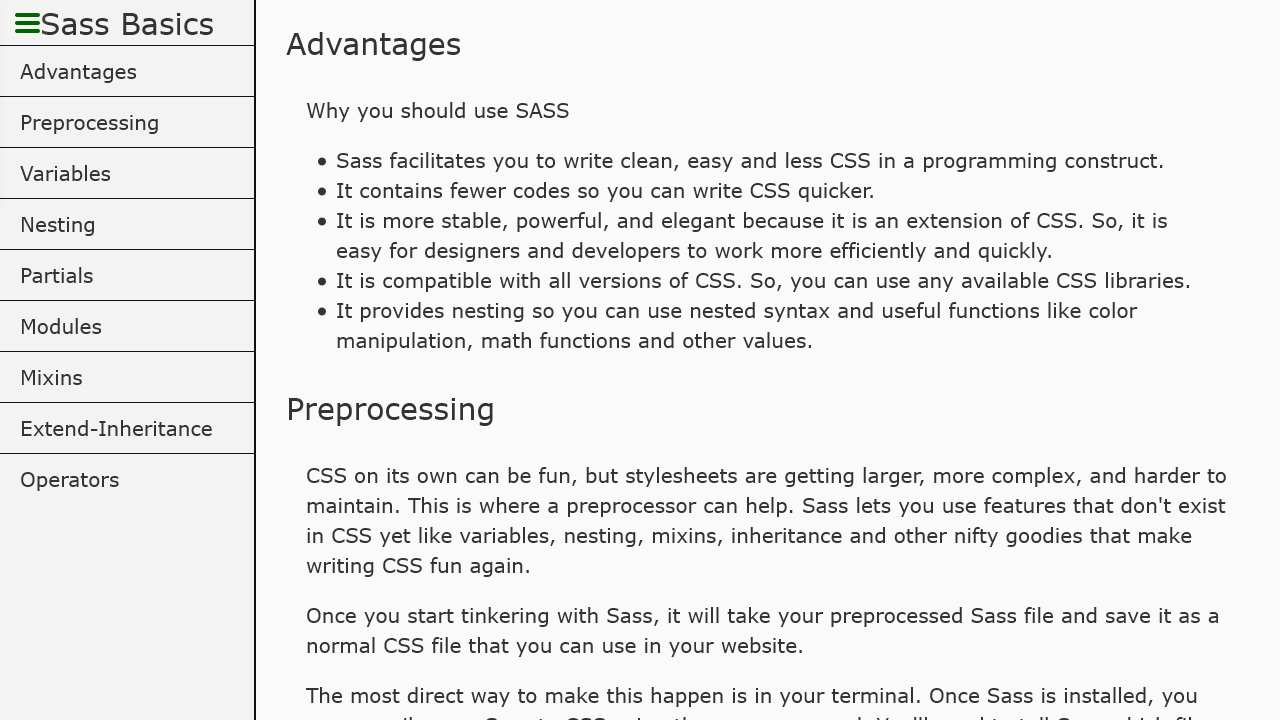 Sass Basics
Advantages
Preprocessing
Variables
Nesting
Partials
Modules
Mixins
Extend-Inheritance
Operators
Advantages
Why you should use SASS
Sass facilitates you to write clean, easy and less CSS in a programming construct.
It contains fewer codes so you can write CSS quicker.
It is more stable, powerful, and elegant because it is an extension of CSS. So, it is
easy for designers and developers to work more efficiently and quickly.
It is compatible with all versions of CSS. So, you can use any available CSS libraries.
It provides nesting so you can use nested syntax and useful functions like color
manipulation, math functions and other values.
Preprocessing
CSS on its own can be fun, but stylesheets are getting larger, more complex, and harder to
maintain. This is where a preprocessor can help. Sass lets you use features that don't exist
in CSS yet like variables, nesting, mixins, inheritance and other nifty goodies that make
writing CSS fun again.
Once you start tinkering with Sass, it will take your preprocessed Sass file and save it as a
normal CSS file that you can use in your website.
The most direct way to make this happen is in your terminal. Once Sass is installed, you